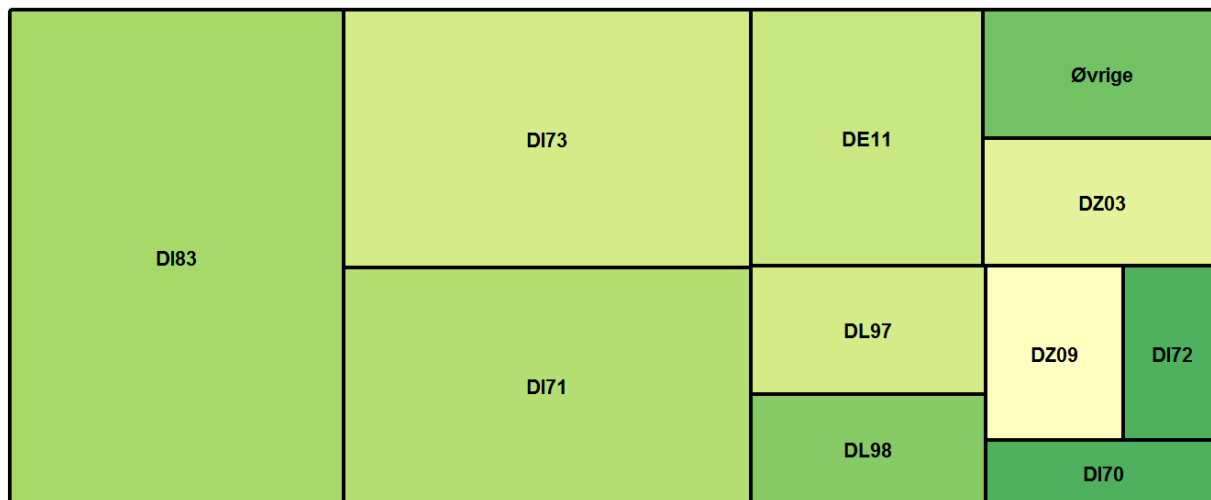 DI83
DI73
DI71
DE11
DL97
DL98
Øvrige
DZ03
DZ09
DI72
DI70